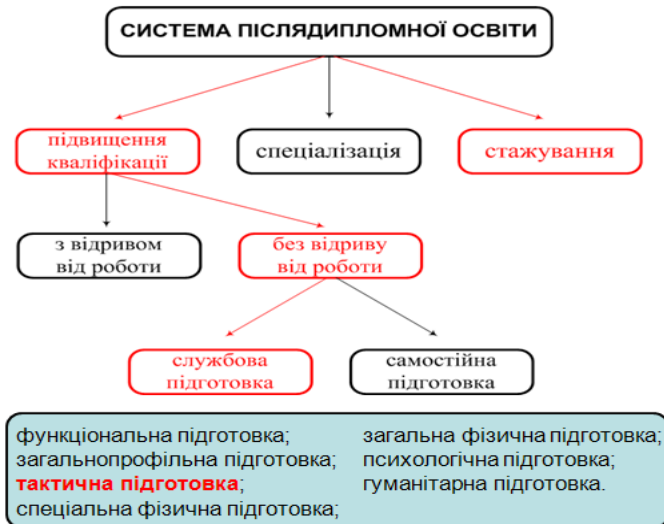 СИСТЕМА ПІСЛЯДИПЛОМНОЇ ОСВІТИ
підвищення
кваліфікації
спеціалізація
стажування
з відривом
від роботи
без відриву
від роботи
службова
підготовка
самостійна
підготовка
функціональна підготовка;
загальнопрофільна підготовка;
тактична підготовка;
спеціальна фізична підготовка;
загальна фізична підготовка;
психологічна підготовка;
гуманітарна підготовка.